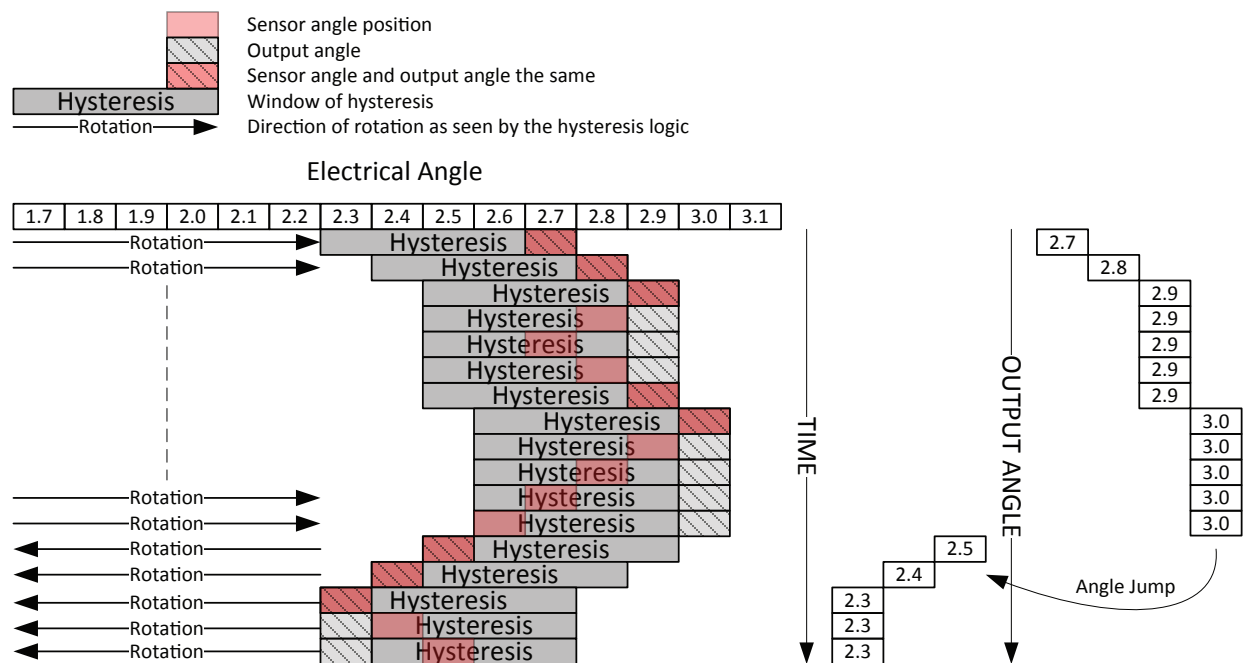 Sensor angle position
Output angle
Sensor angle and output angle the same
Hysteresis Window of hysteresis
Rotation Direction of rotation as seen by the hysteresis logic
Electrical Angle
1.7 1.8 1.9 2.0 2.1 2.2 2.3 2.4 2.5 2.6 2.7 2.8 2.9 3.0 3.1
Rotation Hysteresis 2.7
Rotation Hysteresis 2.8
Hysteresis 2.9
Hysteresis 2.9
Hysteresis 2.9
Hysteresis 2.9
Hysteresis 2.9
Hysteresis 3.0
Hysteresis 3.0
Hysteresis 3.0
Rotation Hysteresis 3.0
Rotation Hysteresis 3.0
Rotation Hysteresis 2.5
Rotation Hysteresis 2.4
Rotation Hysteresis 2.3
Rotation Hysteresis 2.3
Rotation Hysteresis 2.3
TIME
OUTPUT ANGLE
Angle Jump